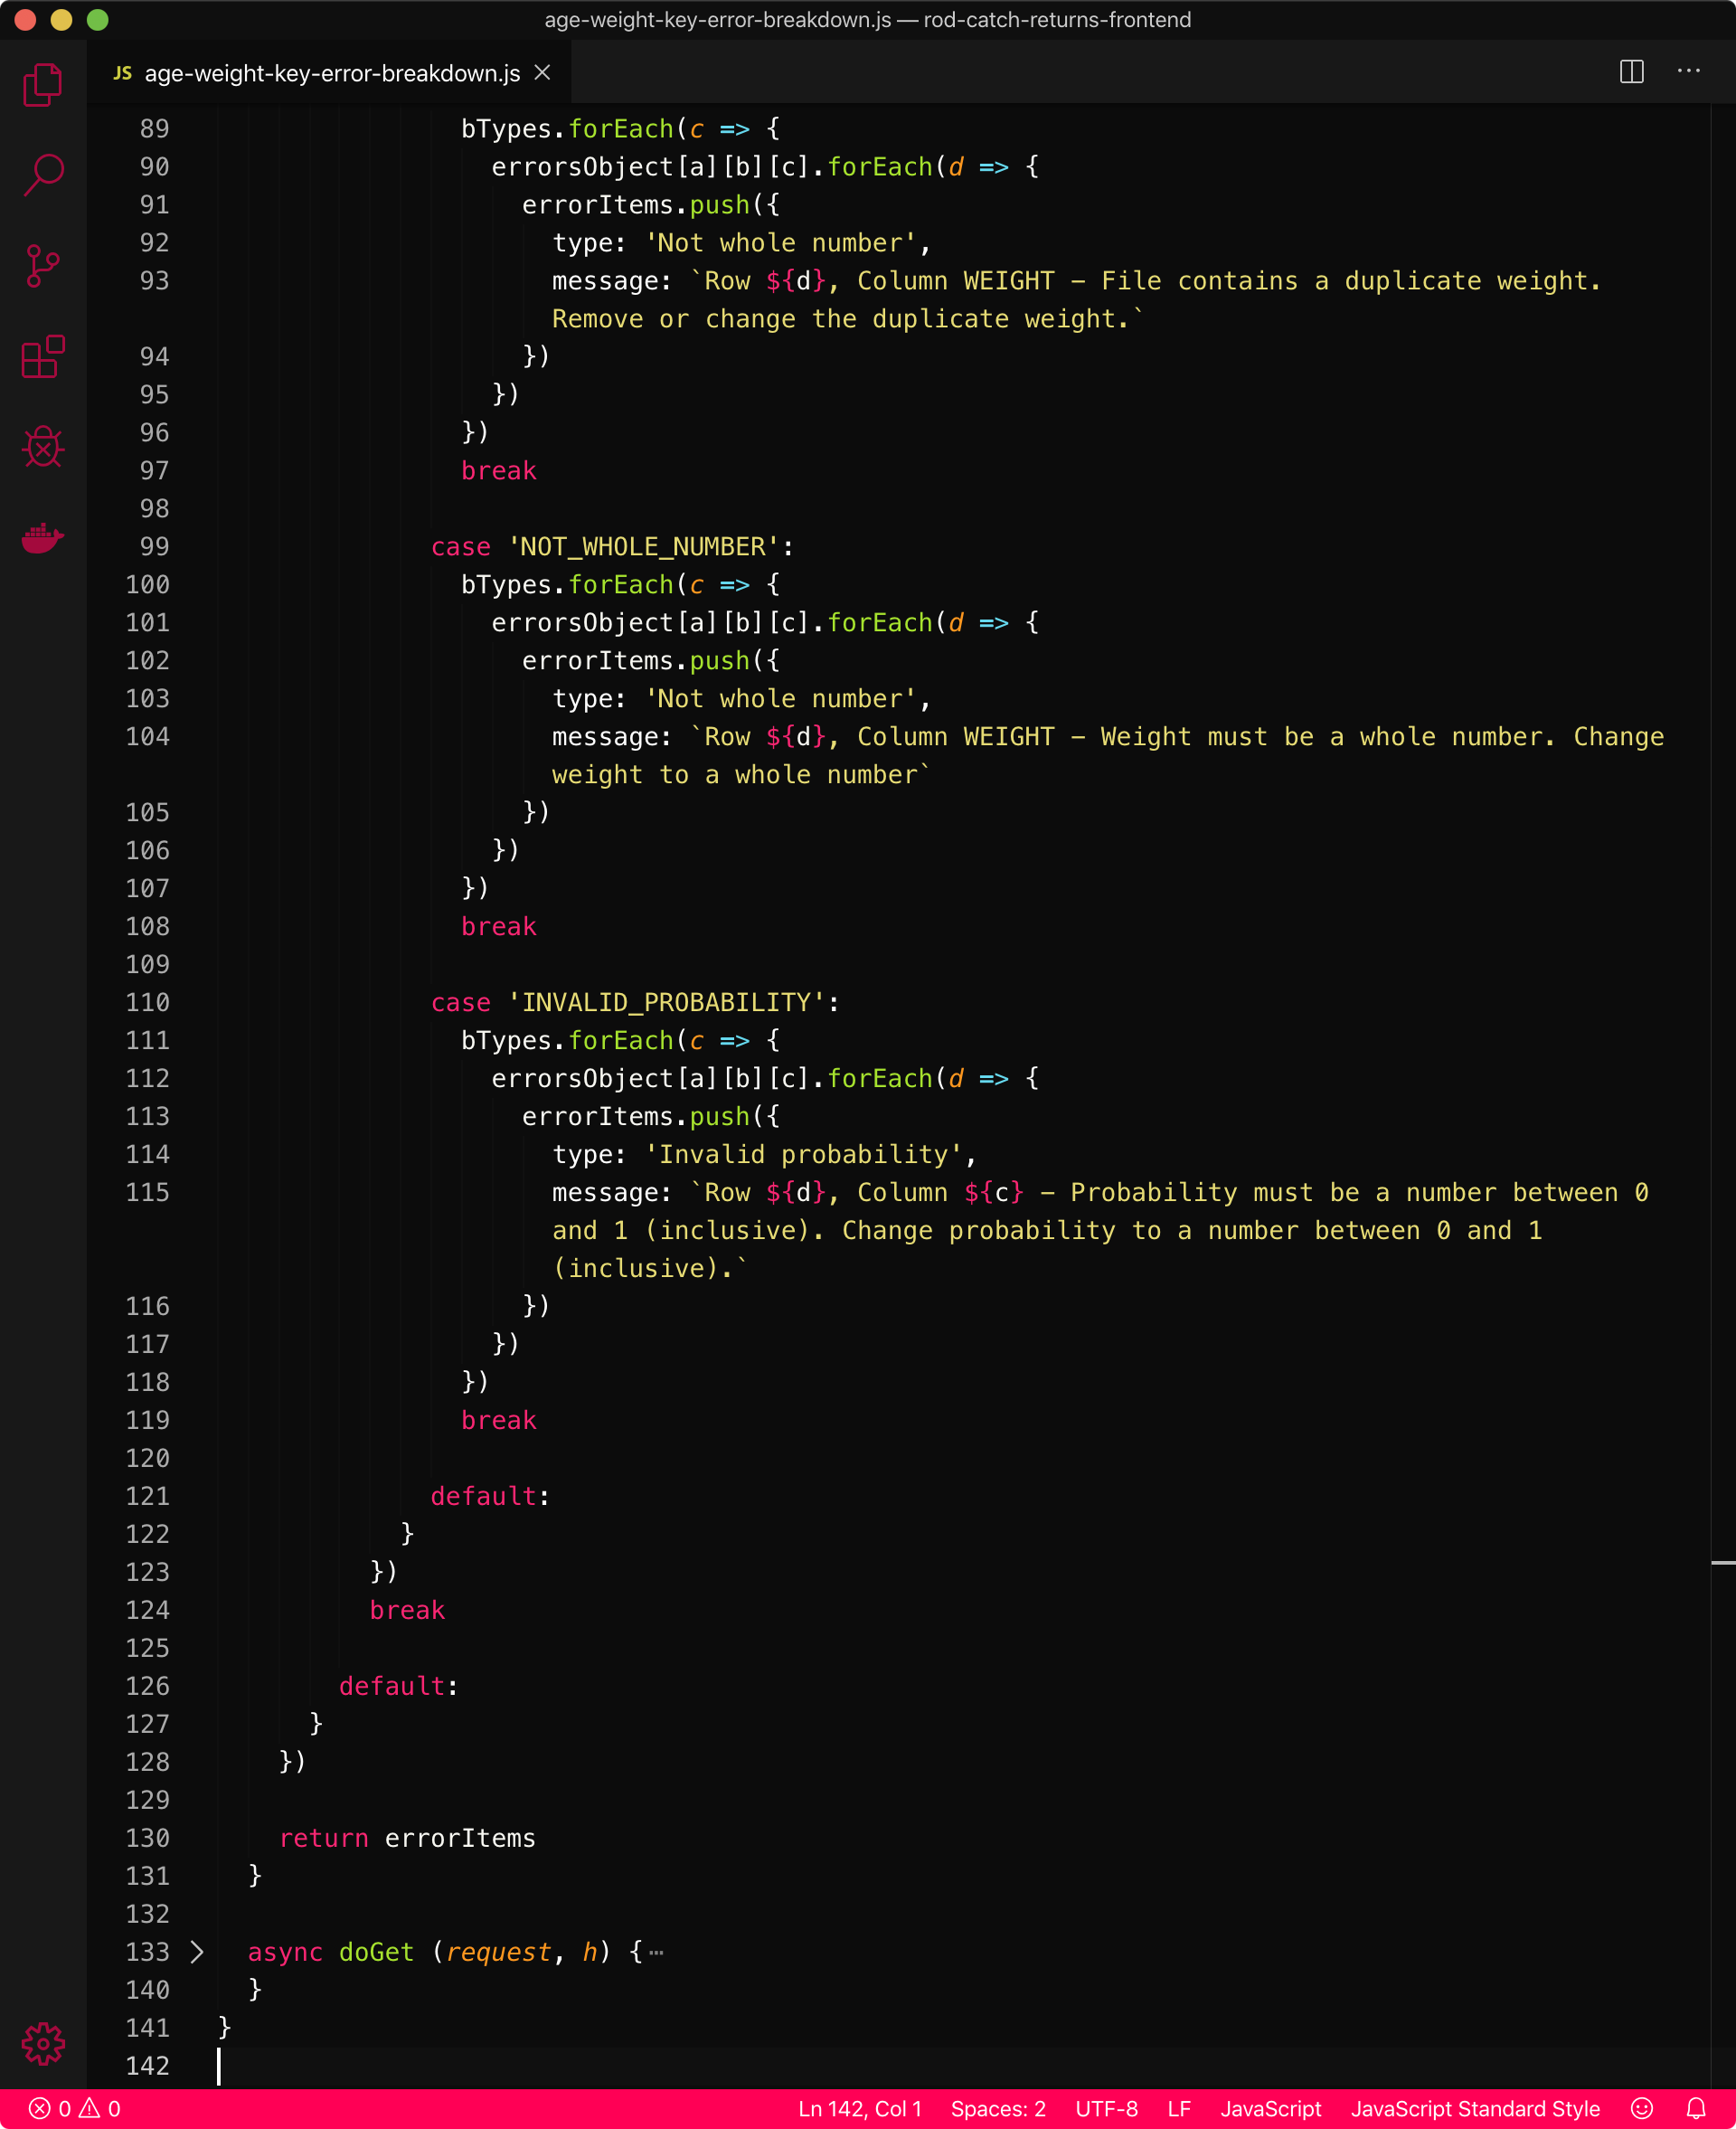 age-weight-key-error-breakdown.js — rod-catch-returns-frontend
JS age-weight-key-error-breakdown.js
89 bTypes.forEach(c => {
90 errorsObject[a][b][c].forEach(d => {
91 errorItems.push({
92 type: 'Not whole number',
93 message: `Row ${d}, Column WEIGHT – File contains a duplicate weight.
Remove or change the duplicate weight.`
94 })
95 })
96 })
97 break
98
99 case 'NOT_WHOLE_NUMBER':
100 bTypes.forEach(c => {
101 errorsObject[a][b][c].forEach(d => {
102 errorItems.push({
103 type: 'Not whole number',
104 message: `Row ${d}, Column WEIGHT – Weight must be a whole number. Change
weight to a whole number`
105 })
106 })
107 })
108 break
109
110 case 'INVALID_PROBABILITY':
111 bTypes.forEach(c => {
112 errorsObject[a][b][c].forEach(d => {
113 errorItems.push({
114 type: 'Invalid probability',
115 message: `Row ${d}, Column ${c} – Probability must be a number between 0
and 1 (inclusive). Change probability to a number between 0 and 1
(inclusive).`
116 })
117 })
118 })
119 break
120
121 default:
122 }
123 })
124 break
125
126 default:
127 }
128 })
129
130 return errorItems
131 }
132
133 async doGet (request, h) {⋯
140 }
141 }
142
0 0 Ln 142, Col 1 Spaces: 2 UTF-8 LF JavaScript JavaScript Standard Style